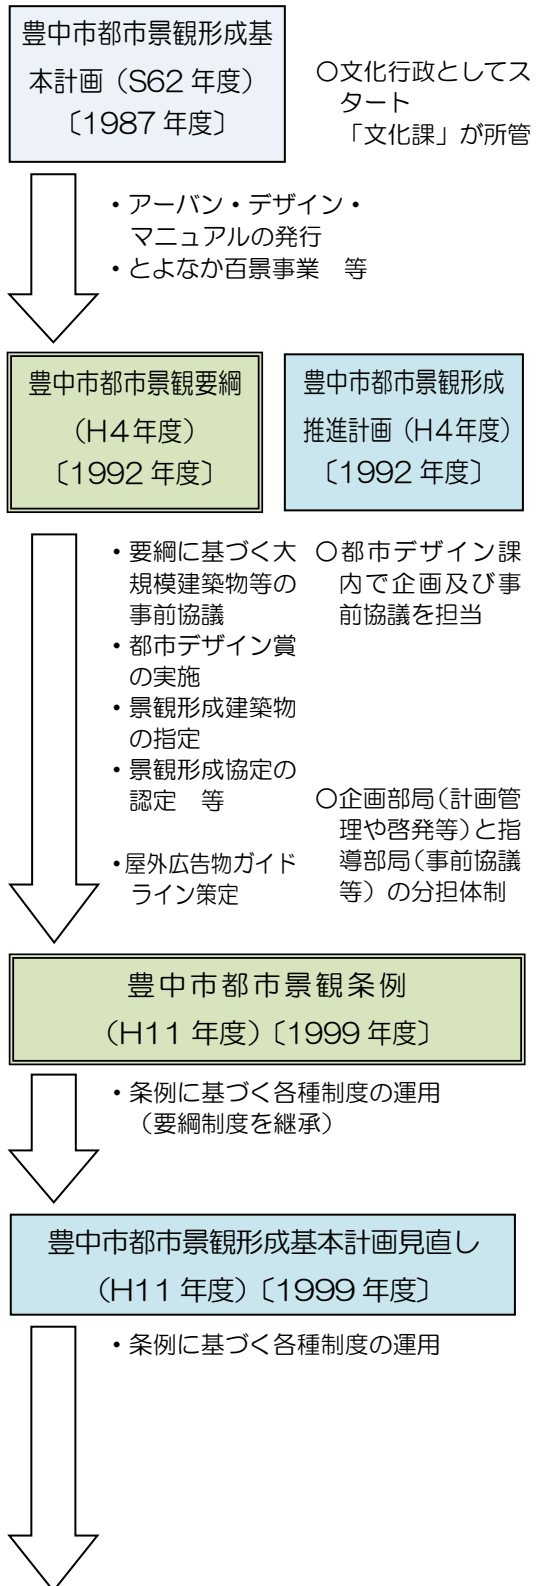 豊中市都市景観形成基
本計画（S62 年度）
〔1987 年度〕
〇文化行政としてス
タート
「文化課」が所管
・アーバン・デザイン・
マニュアルの発行
・とよなか百景事業　等
豊中市都市景観要綱
（H4年度）
〔1992 年度〕
豊中市都市景観形成
推進計画（H4年度）
〔1992 年度〕
・要綱に基づく大
規模建築物等の
事前協議
・都市デザイン賞
の実施
・景観形成建築物
の指定
・景観形成協定の
認定　等
・屋外広告物ガイド
ライン策定
〇都市デザイン課
内で企画及び事
前協議を担当
〇企画部局（計画管
理や啓発等）と指
導部局（事前協議
等）の分担体制
豊中市都市景観条例
（H11 年度）〔1999 年度〕
・条例に基づく各種制度の運用
（要綱制度を継承）
豊中市都市景観形成基本計画見直し
（H11 年度）〔1999 年度〕
・条例に基づく各種制度の運用